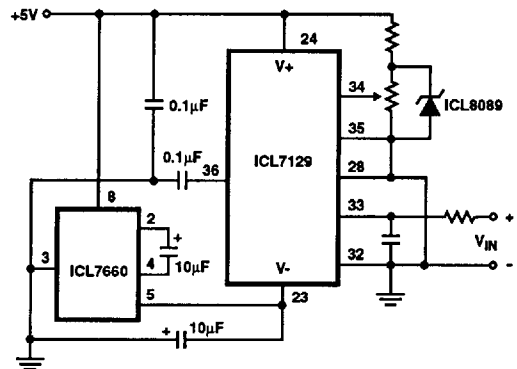 +5V
24
V+
34
ICL8089
0.1μF
35
ICL7129
0.1μF
36
28
8
33
+
2
+
VIN
3
ICL7660
4
10μF
V-
32
-
5
23
+
10μF